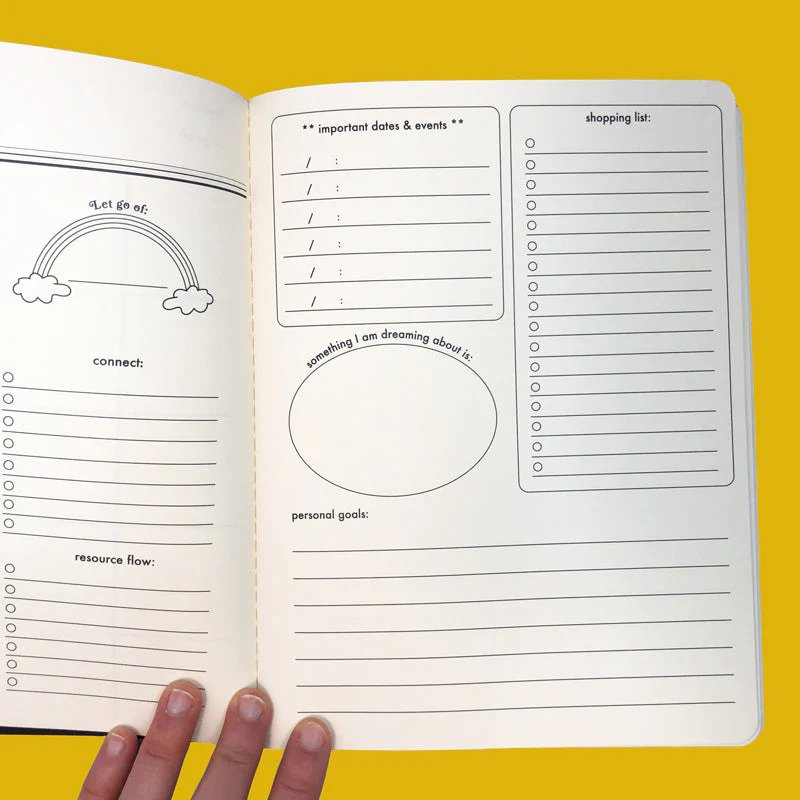 Let go of:
connect:
resource flow:
** important dates & events **
/ :
/ :
/ :
/ :
/ :
/ :
shopping list:
something I am dreaming about is:
personal goals: